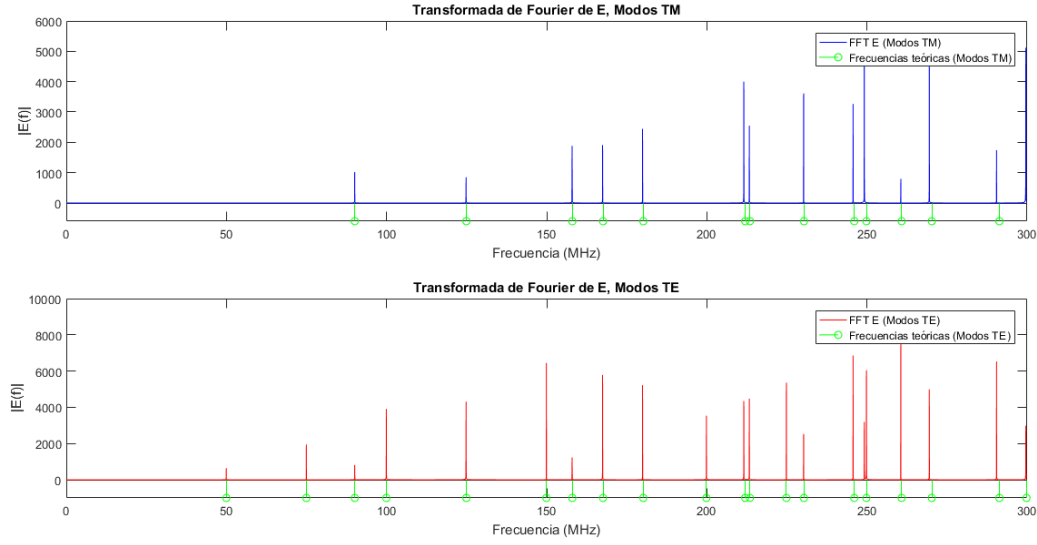 Transformada de Fourier de E, Modos TM
6000
5000
4000
3000
2000
1000
0
|E(f)|
FFT E (Modos TM)
Frecuencias teóricas (Modos TM)
0 50 100 150 200 250 300
Frecuencia (MHz)
Transformada de Fourier de E, Modos TE
10000
8000
6000
4000
2000
0
|E(f)|
FFT E (Modos TE)
Frecuencias teóricas (Modos TE)
0 50 100 150 200 250 300
Frecuencia (MHz)